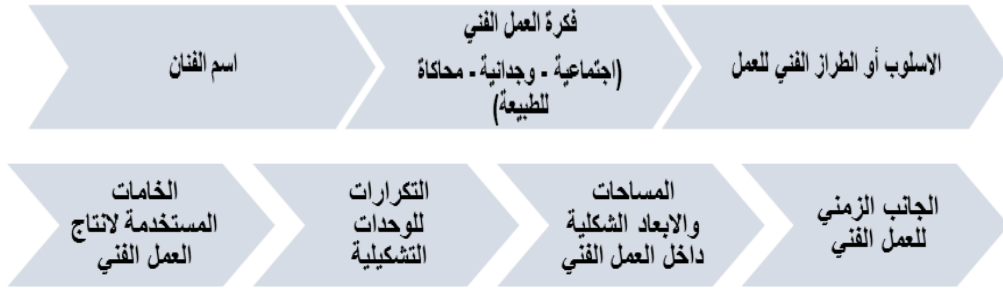 اسم الفنان
فكرة العمل الفني
(اجتماعية - وجدانية - محاكاة
للطبيعة)
الاسلوب أو الطراز الفني للعمل
الخامات
المستخدمة لانتاج
العمل الفني
التكرارات
للوحدات
التشكيلية
المساحات
والابعاد الشكلية
داخل العمل الفني
الجانب الزمني
للعمل الفني